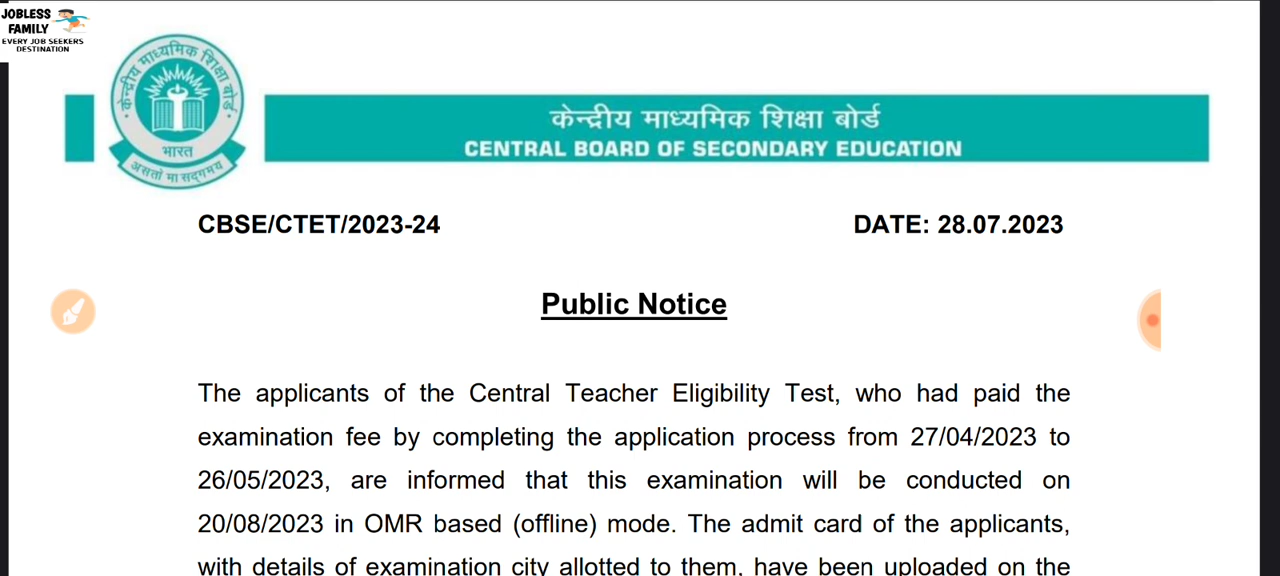 JOBLESS
FAMILY
EVERY JOB SEEKERS
DESTINATION
केन्द्रीय माध्यमिक शिक्षा बोर्ड
भारत
असतो मा सद्गमय
केन्द्रीय माध्यमिक शिक्षा बोर्ड
CENTRAL BOARD OF SECONDARY EDUCATION
CBSE/CTET/2023-24 DATE: 28.07.2023
Public Notice
The applicants of the Central Teacher Eligibility Test, who had paid the
examination fee by completing the application process from 27/04/2023 to
26/05/2023, are informed that this examination will be conducted on
20/08/2023 in OMR based (offline) mode. The admit card of the applicants,
with details of examination city allotted to them, have been uploaded on the